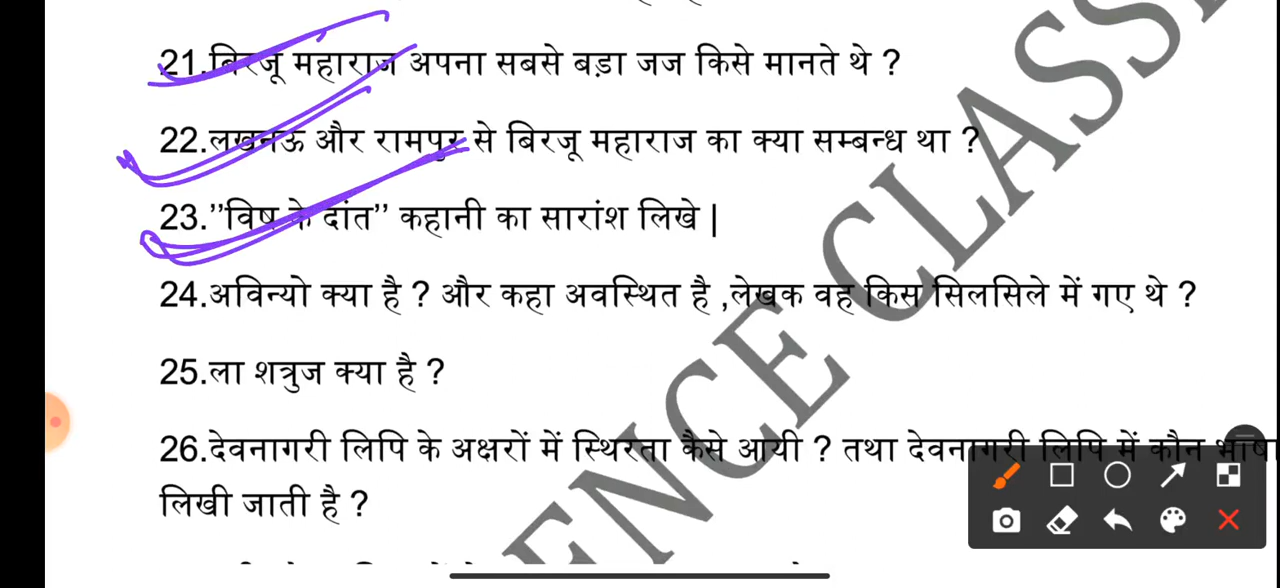 21.बिरजू महाराज अपना सबसे बड़ा जज किसे मानते थे ?
22.लखनऊ और रामपुर से बिरजू महाराज का क्या सम्बन्ध था ?
23.’’विष के दांत’’ कहानी का सारांश लिखे |
24.अविन्यो क्या है ? और कहा अवस्थित है ,लेखक वह किस सिलसिले में गए थे ?
25.ला शत्रुज क्या है ?
26.देवनागरी लिपि के अक्षरों में स्थिरता कैसे आयी ? तथा देवनागरी लिपि में कौन
लिखी जाती है ?
ENCE CLASS